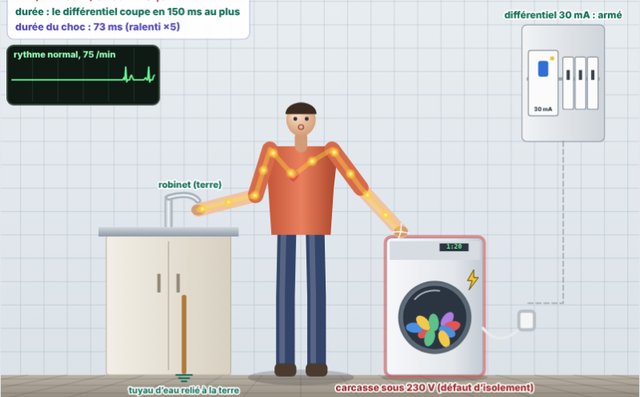 durée : le différentiel coupe en 150 ms au plus
durée du choc : 73 ms (ralenti ×5)
différentiel 30 mA : armé
rythme normal, 75 /min
30 mA
robinet (terre)
1:20
tuyau d'eau relié à la terre
carcasse sous 230 V (défaut d'isolement)